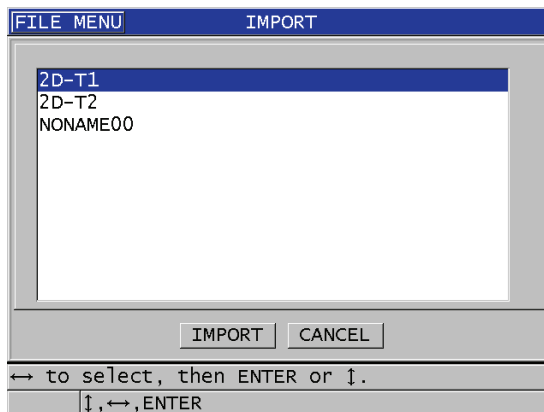 FILE MENU IMPORT
2D-T1
2D-T2
NONAME00
IMPORT CANCEL
↔ to select, then ENTER or ↕.
↕,↔,ENTER